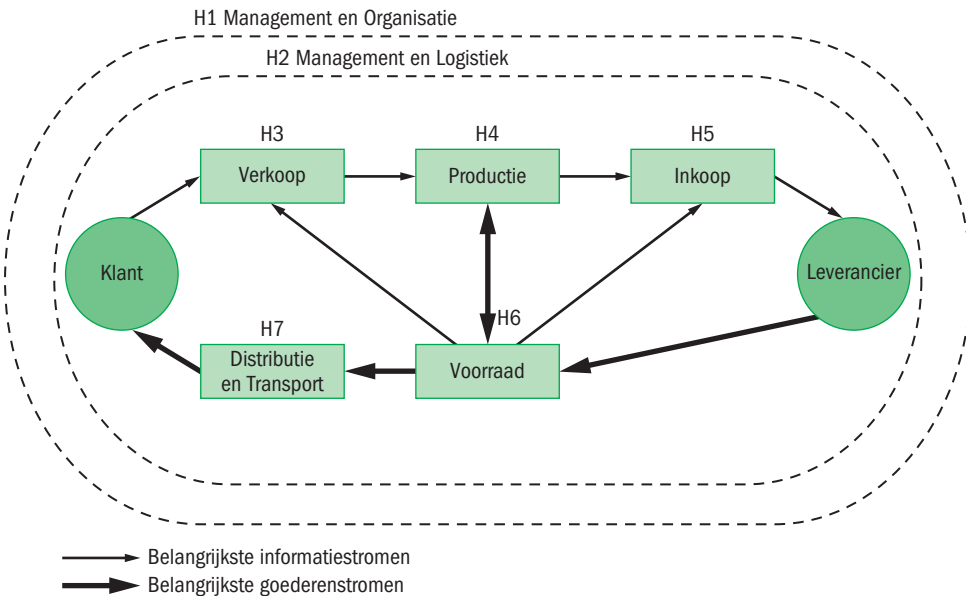 H1 Management en Organisatie
H2 Management en Logistiek
H3
H4
H5
Verkoop
Productie
Inkoop
Klant
Leverancier
H6
H7
Distributie
en Transport
Voorraad
Belangrijkste informatiestromen
Belangrijkste goederenstromen